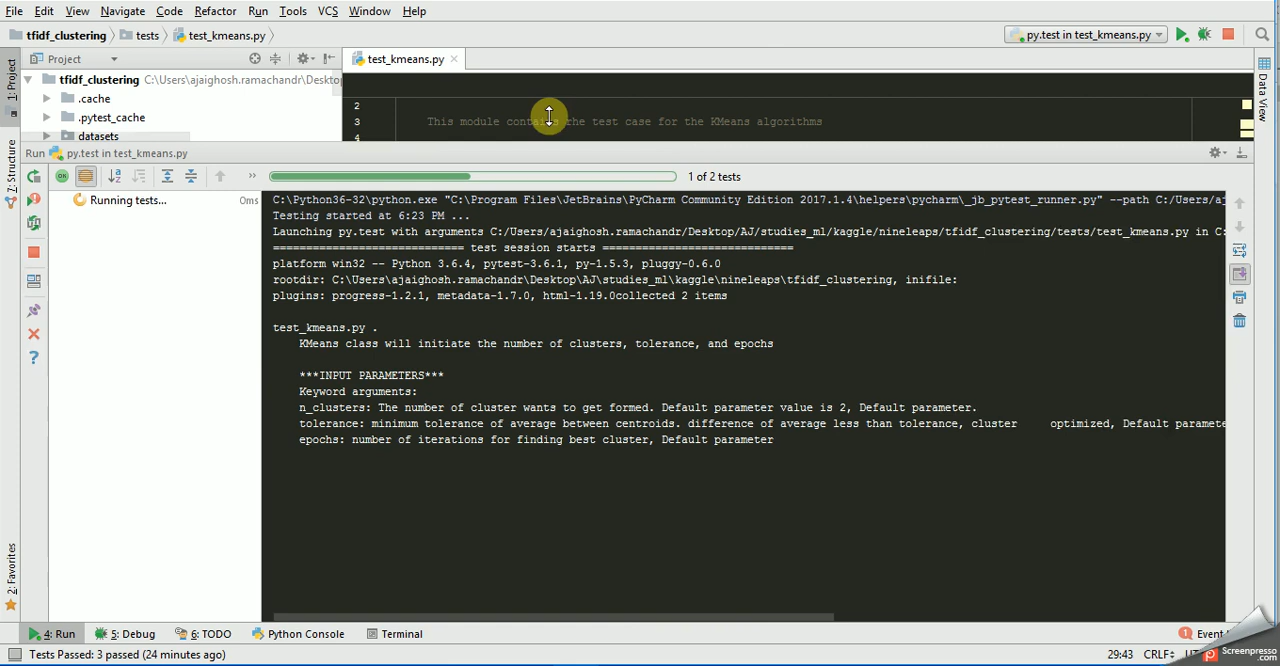 File Edit View Navigate Code Refactor Run Tools VCS Window Help
tfidf_clustering tests test_kmeans.py py.test in test_kmeans.py
1: Project
7: Structure
2: Favorites
Project
test_kmeans.py
tfidf_clustering C:\Users\ajaighosh.ramachandr\Deskto
.cache
.pytest_cache
datasets
2
3 This module contains rhe test case for the KMeans algorithms
4
Data View
Run py.test in test_kmeans.py
1 of 2 tests
Running tests... 0ms
C:\Python36-32\python.exe "C:\Program Files\JetBrains\PyCharm Community Edition 2017.1.4\helpers\pycharm\_jb_pytest_runner.py" --path C:/Users/aj
Testing started at 6:23 PM ...
Launching py.test with arguments C:/Users/ajaighosh.ramachandr/Desktop/AJ/studies_ml/kaggle/nineleaps/tfidf_clustering/tests/test_kmeans.py in C:
============================= test session starts =============================
platform win32 -- Python 3.6.4, pytest-3.6.1, py-1.5.3, pluggy-0.6.0
rootdir: C:\Users\ajaighosh.ramachandr\Desktop\AJ\studies_ml\kaggle\nineleaps\tfidf_clustering, inifile:
plugins: progress-1.2.1, metadata-1.7.0, html-1.19.0collected 2 items
test_kmeans.py .
KMeans class will initiate the number of clusters, tolerance, and epochs
***INPUT PARAMETERS***
Keyword arguments:
n_clusters: The number of cluster wants to get formed. Default parameter value is 2, Default parameter.
tolerance: minimum tolerance of average between centroids. difference of average less than tolerance, cluster optimized, Default paramete
epochs: number of iterations for finding best cluster, Default parameter
4: Run 5: Debug 6: TODO Python Console Terminal 1 Event
Tests Passed: 3 passed (24 minutes ago) 29:43 CRLF
Screenpresso
.com